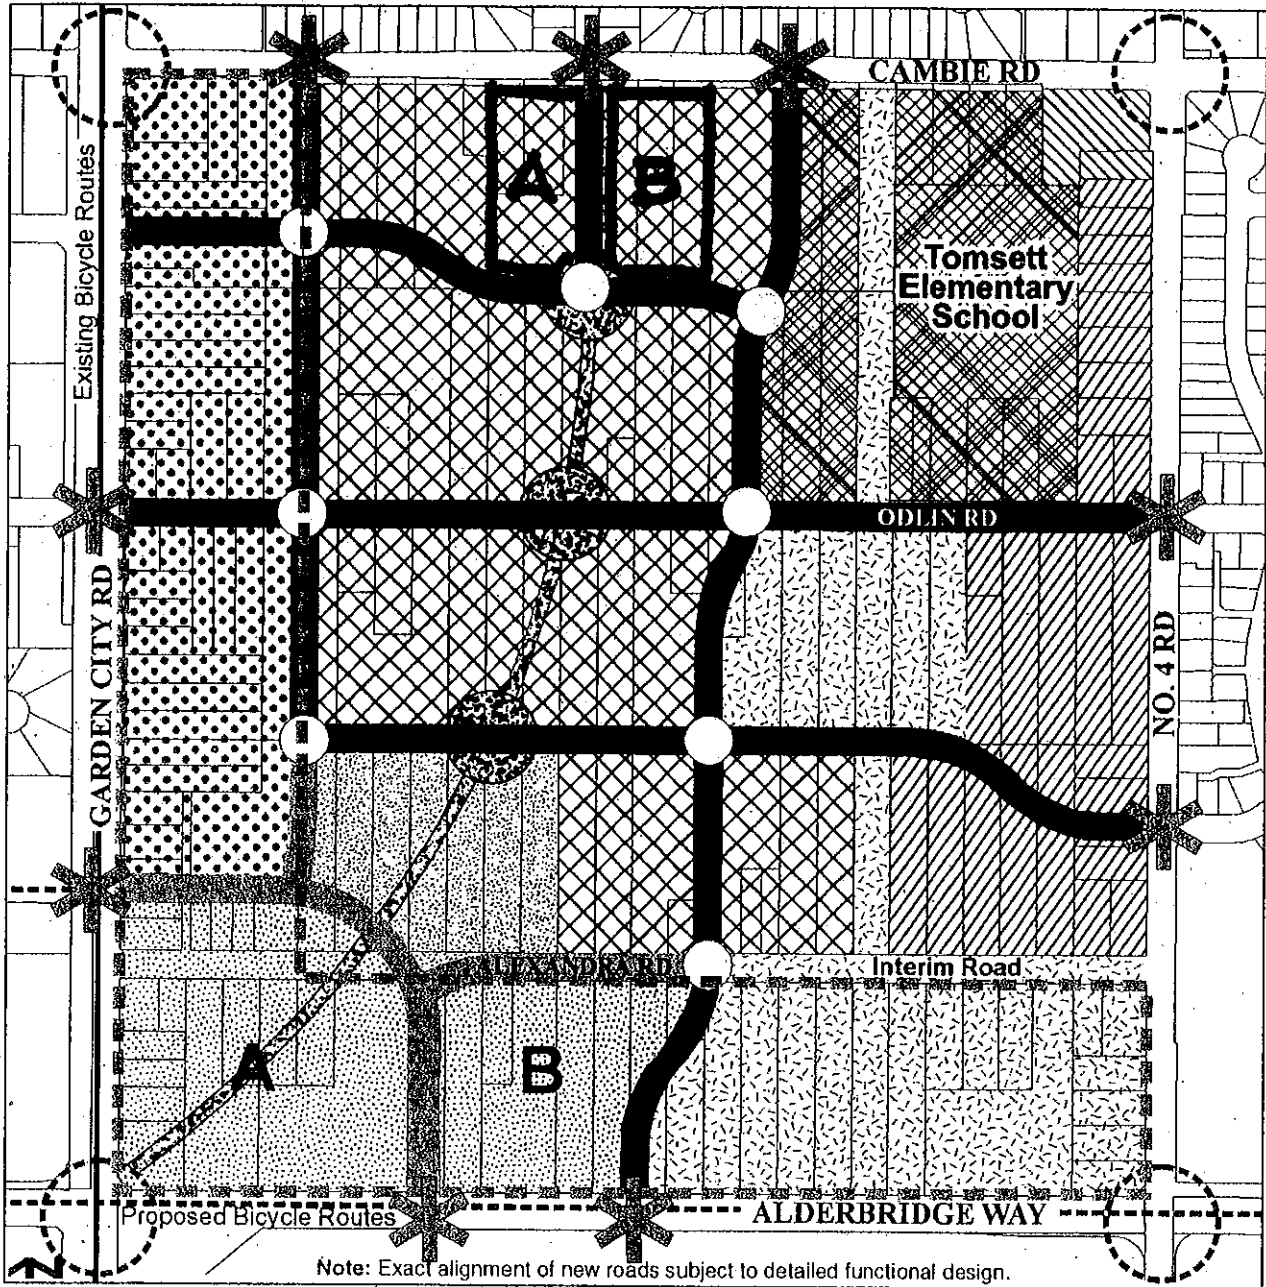 CAMBIE RD
A
B
Existing Bicycle Routes
Tomsett
Elementary
School
ODLIN RD
GARDEN CITY RD
NO. 4 RD
ALEXANDRA RD.
Interim Road
A
B
Proposed Bicycle Routes
ALDERBRIDGE WAY
Note: Exact alignment of new roads subject to detailed functional design.